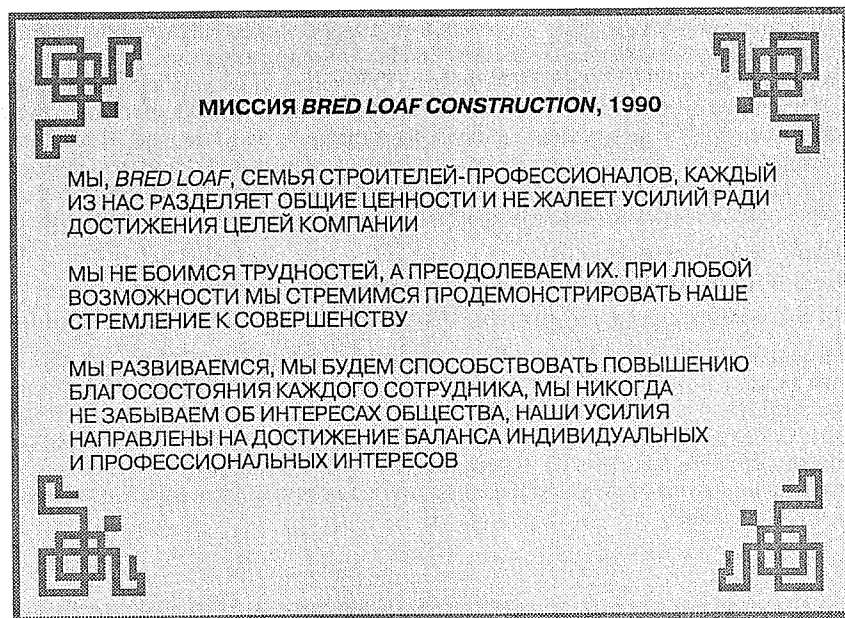 МИССИЯ BRED LOAF CONSTRUCTION, 1990
МЫ, BRED LOAF, СЕМЬЯ СТРОИТЕЛЕЙ-ПРОФЕССИОНАЛОВ, КАЖДЫЙ
ИЗ НАС РАЗДЕЛЯЕТ ОБЩИЕ ЦЕННОСТИ И НЕ ЖАЛЕЕТ УСИЛИЙ РАДИ
ДОСТИЖЕНИЯ ЦЕЛЕЙ КОМПАНИИ
МЫ НЕ БОИМСЯ ТРУДНОСТЕЙ, А ПРЕОДОЛЕВАЕМ ИХ. ПРИ ЛЮБОЙ
ВОЗМОЖНОСТИ МЫ СТРЕМИМСЯ ПРОДЕМОНСТРИРОВАТЬ НАШЕ
СТРЕМЛЕНИЕ К СОВЕРШЕНСТВУ
МЫ РАЗВИВАЕМСЯ, МЫ БУДЕМ СПОСОБСТВОВАТЬ ПОВЫШЕНИЮ
БЛАГОСОСТОЯНИЯ КАЖДОГО СОТРУДНИКА, МЫ НИКОГДА
НЕ ЗАБЫВАЕМ ОБ ИНТЕРЕСАХ ОБЩЕСТВА, НАШИ УСИЛИЯ
НАПРАВЛЕНЫ НА ДОСТИЖЕНИЕ БАЛАНСА ИНДИВИДУАЛЬНЫХ
И ПРОФЕССИОНАЛЬНЫХ ИНТЕРЕСОВ